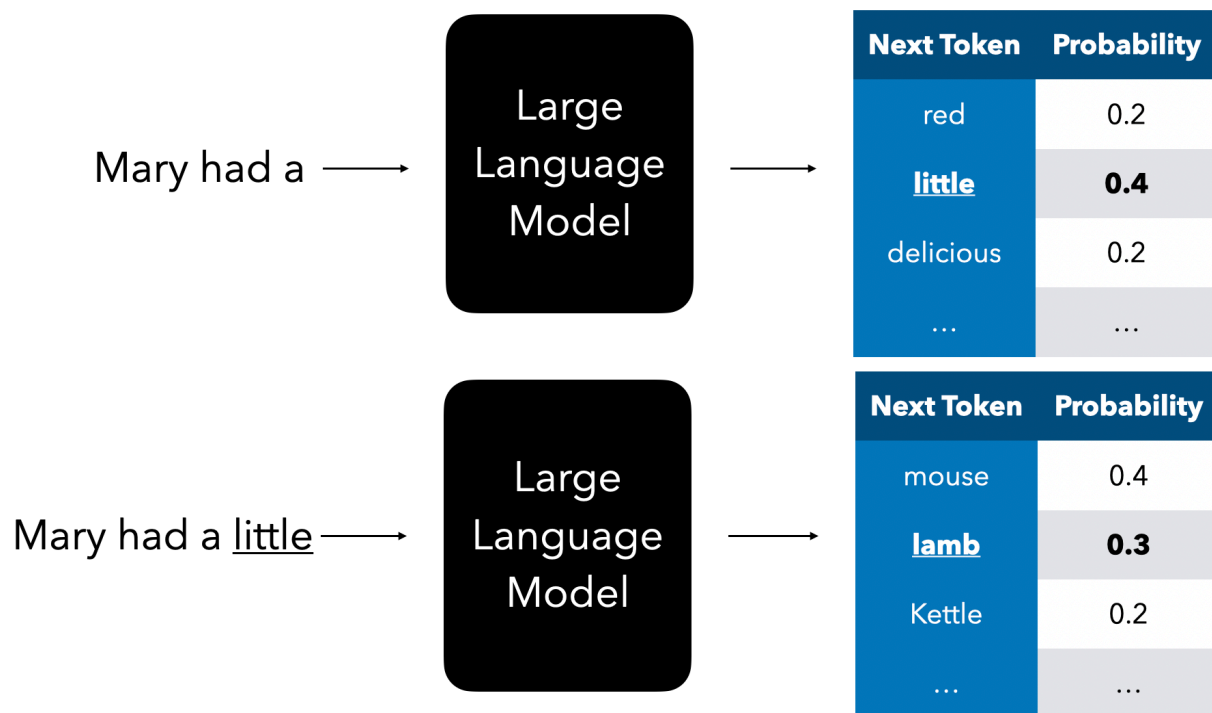 Mary had a
Large
Language
Model
Next Token Probability
red 0.2
little 0.4
delicious 0.2
... ...
Mary had a little
Large
Language
Model
Next Token Probability
mouse 0.4
lamb 0.3
Kettle 0.2
... ...